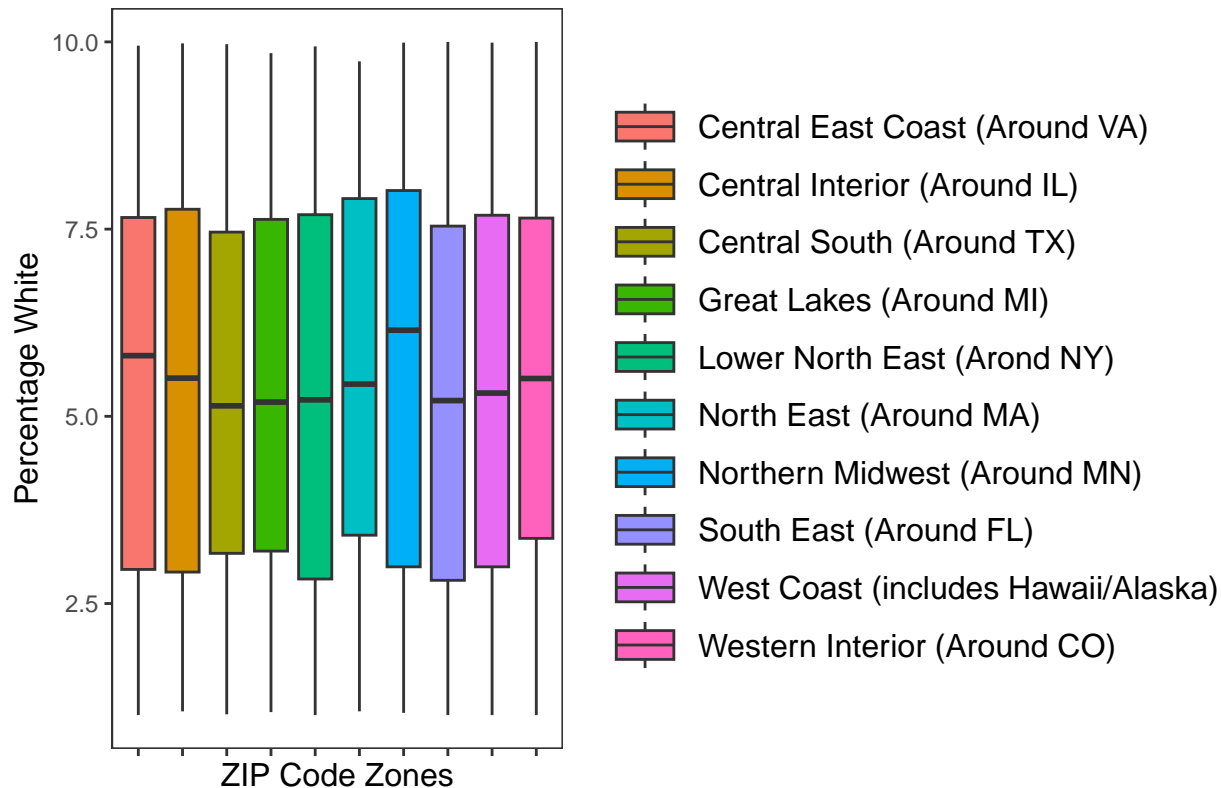 10.0
7.5
5.0
2.5
Percentage White
ZIP Code Zones
Central East Coast (Around VA)
Central Interior (Around IL)
Central South (Around TX)
Great Lakes (Around MI)
Lower North East (Arond NY)
North East (Around MA)
Northern Midwest (Around MN)
South East (Around FL)
West Coast (includes Hawaii/Alaska)
Western Interior (Around CO)